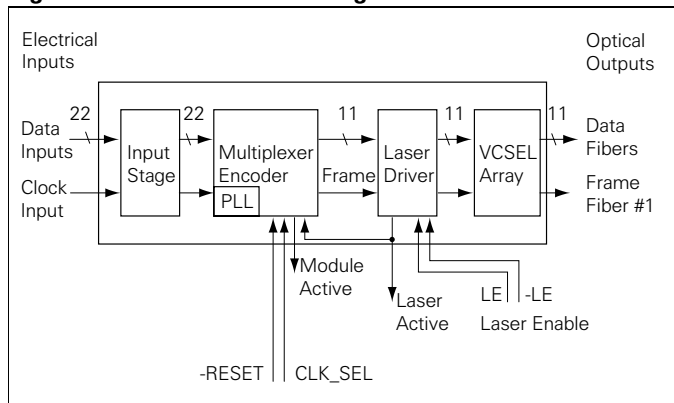 Electrical
Inputs
Optical
Outputs
22
22
11
11
11
Data
Inputs
Input
Stage
Multiplexer
Encoder
Laser
Driver
VCSEL
Array
Data
Fibers
Clock
Input
PLL
Frame
Frame
Fiber #1
Module
Active
Laser
Active
LE
-LE
Laser Enable
-RESET
CLK_SEL